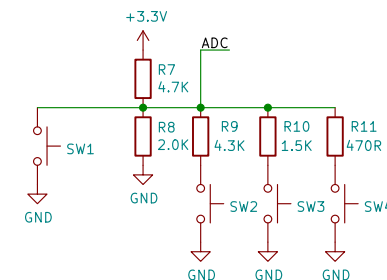 +3.3V
ADC
R7
4.7K
R8
2.0K
R9
4.3K
R10
1.5K
R11
470R
SW1
SW2
SW3
SW4
GND
GND
GND
GND
GND